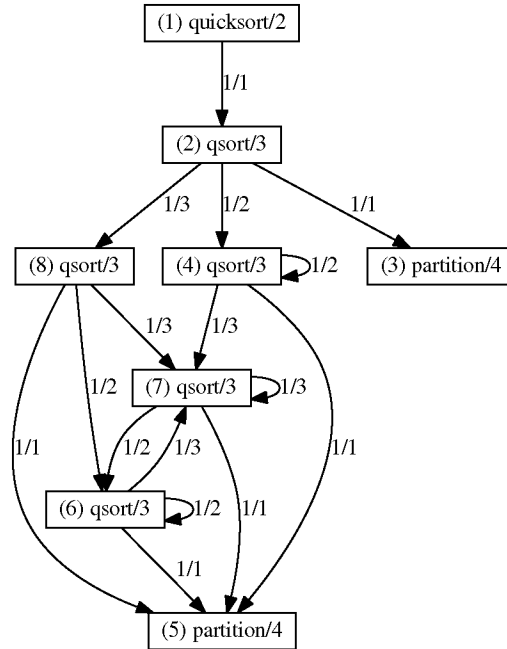 (1) quicksort/2
1/1
(2) qsort/3
1/3
1/2
1/1
(8) qsort/3
(4) qsort/3
1/2
(3) partition/4
1/3
1/3
(7) qsort/3
1/3
1/2
1/1
1/2
1/3
1/1
(6) qsort/3
1/2
1/1
1/1
(5) partition/4